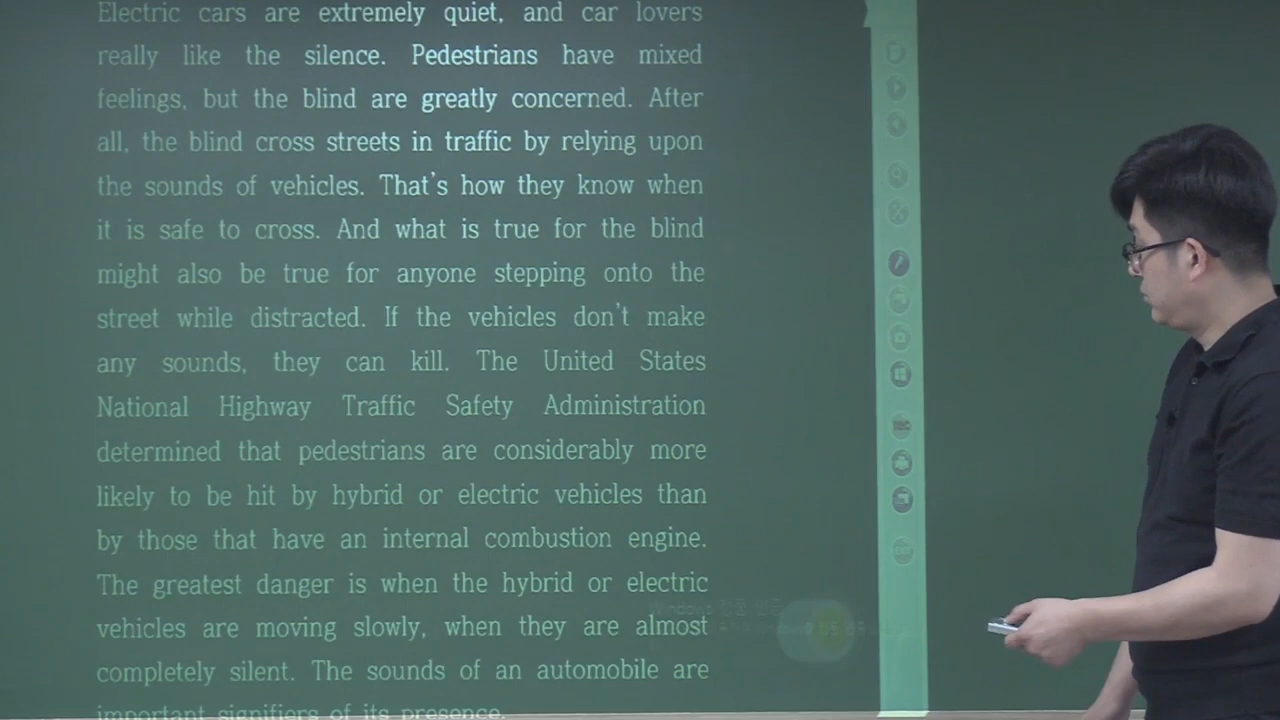 Electric cars are extremely quiet, and car lovers
really like the silence. Pedestrians have mixed
feelings, but the blind are greatly concerned. After
all, the blind cross streets in traffic by relying upon
the sounds of vehicles. That's how they know when
it is safe to cross. And what is true for the blind
might also be true for anyone stepping onto the
street while distracted. If the vehicles don't make
any sounds, they can kill. The United States
National Highway Traffic Safety Administration
determined that pedestrians are considerably more
likely to be hit by hybrid or electric vehicles than
by those that have an internal combustion engine.
The greatest danger is when the hybrid or electric
vehicles are moving slowly, when they are almost
completely silent. The sounds of an automobile are
important signifiers of its presence.
Windows